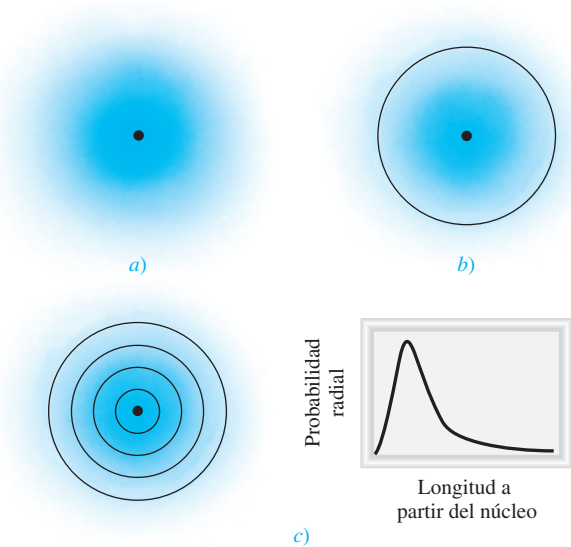 a)
b)
Probabilidad
radial
Longitud a
partir del núcleo
c)